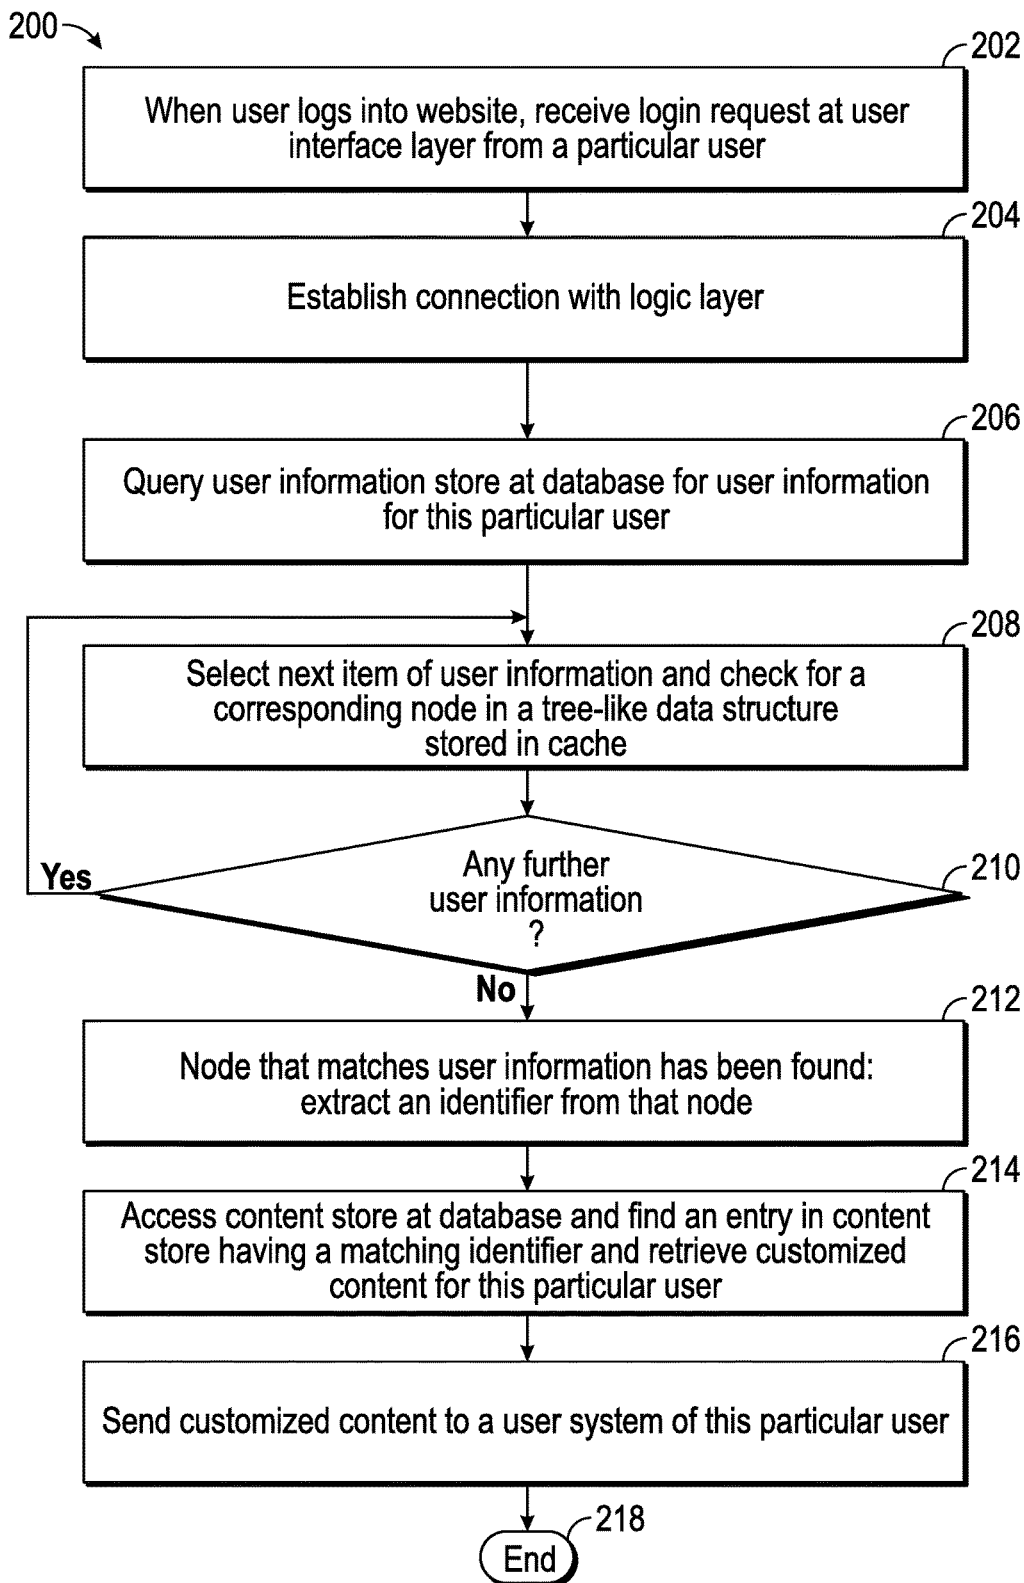 200
202
When user logs into website, receive login request at user
interface layer from a particular user
204
Establish connection with logic layer
206
Query user information store at database for user information
for this particular user
208
Select next item of user information and check for a
corresponding node in a tree-like data structure
stored in cache
Yes
Any further
user information
?
210
No
212
Node that matches user information has been found:
extract an identifier from that node
214
Access content store at database and find an entry in content
store having a matching identifier and retrieve customized
content for this particular user
216
Send customized content to a user system of this particular user
218
End